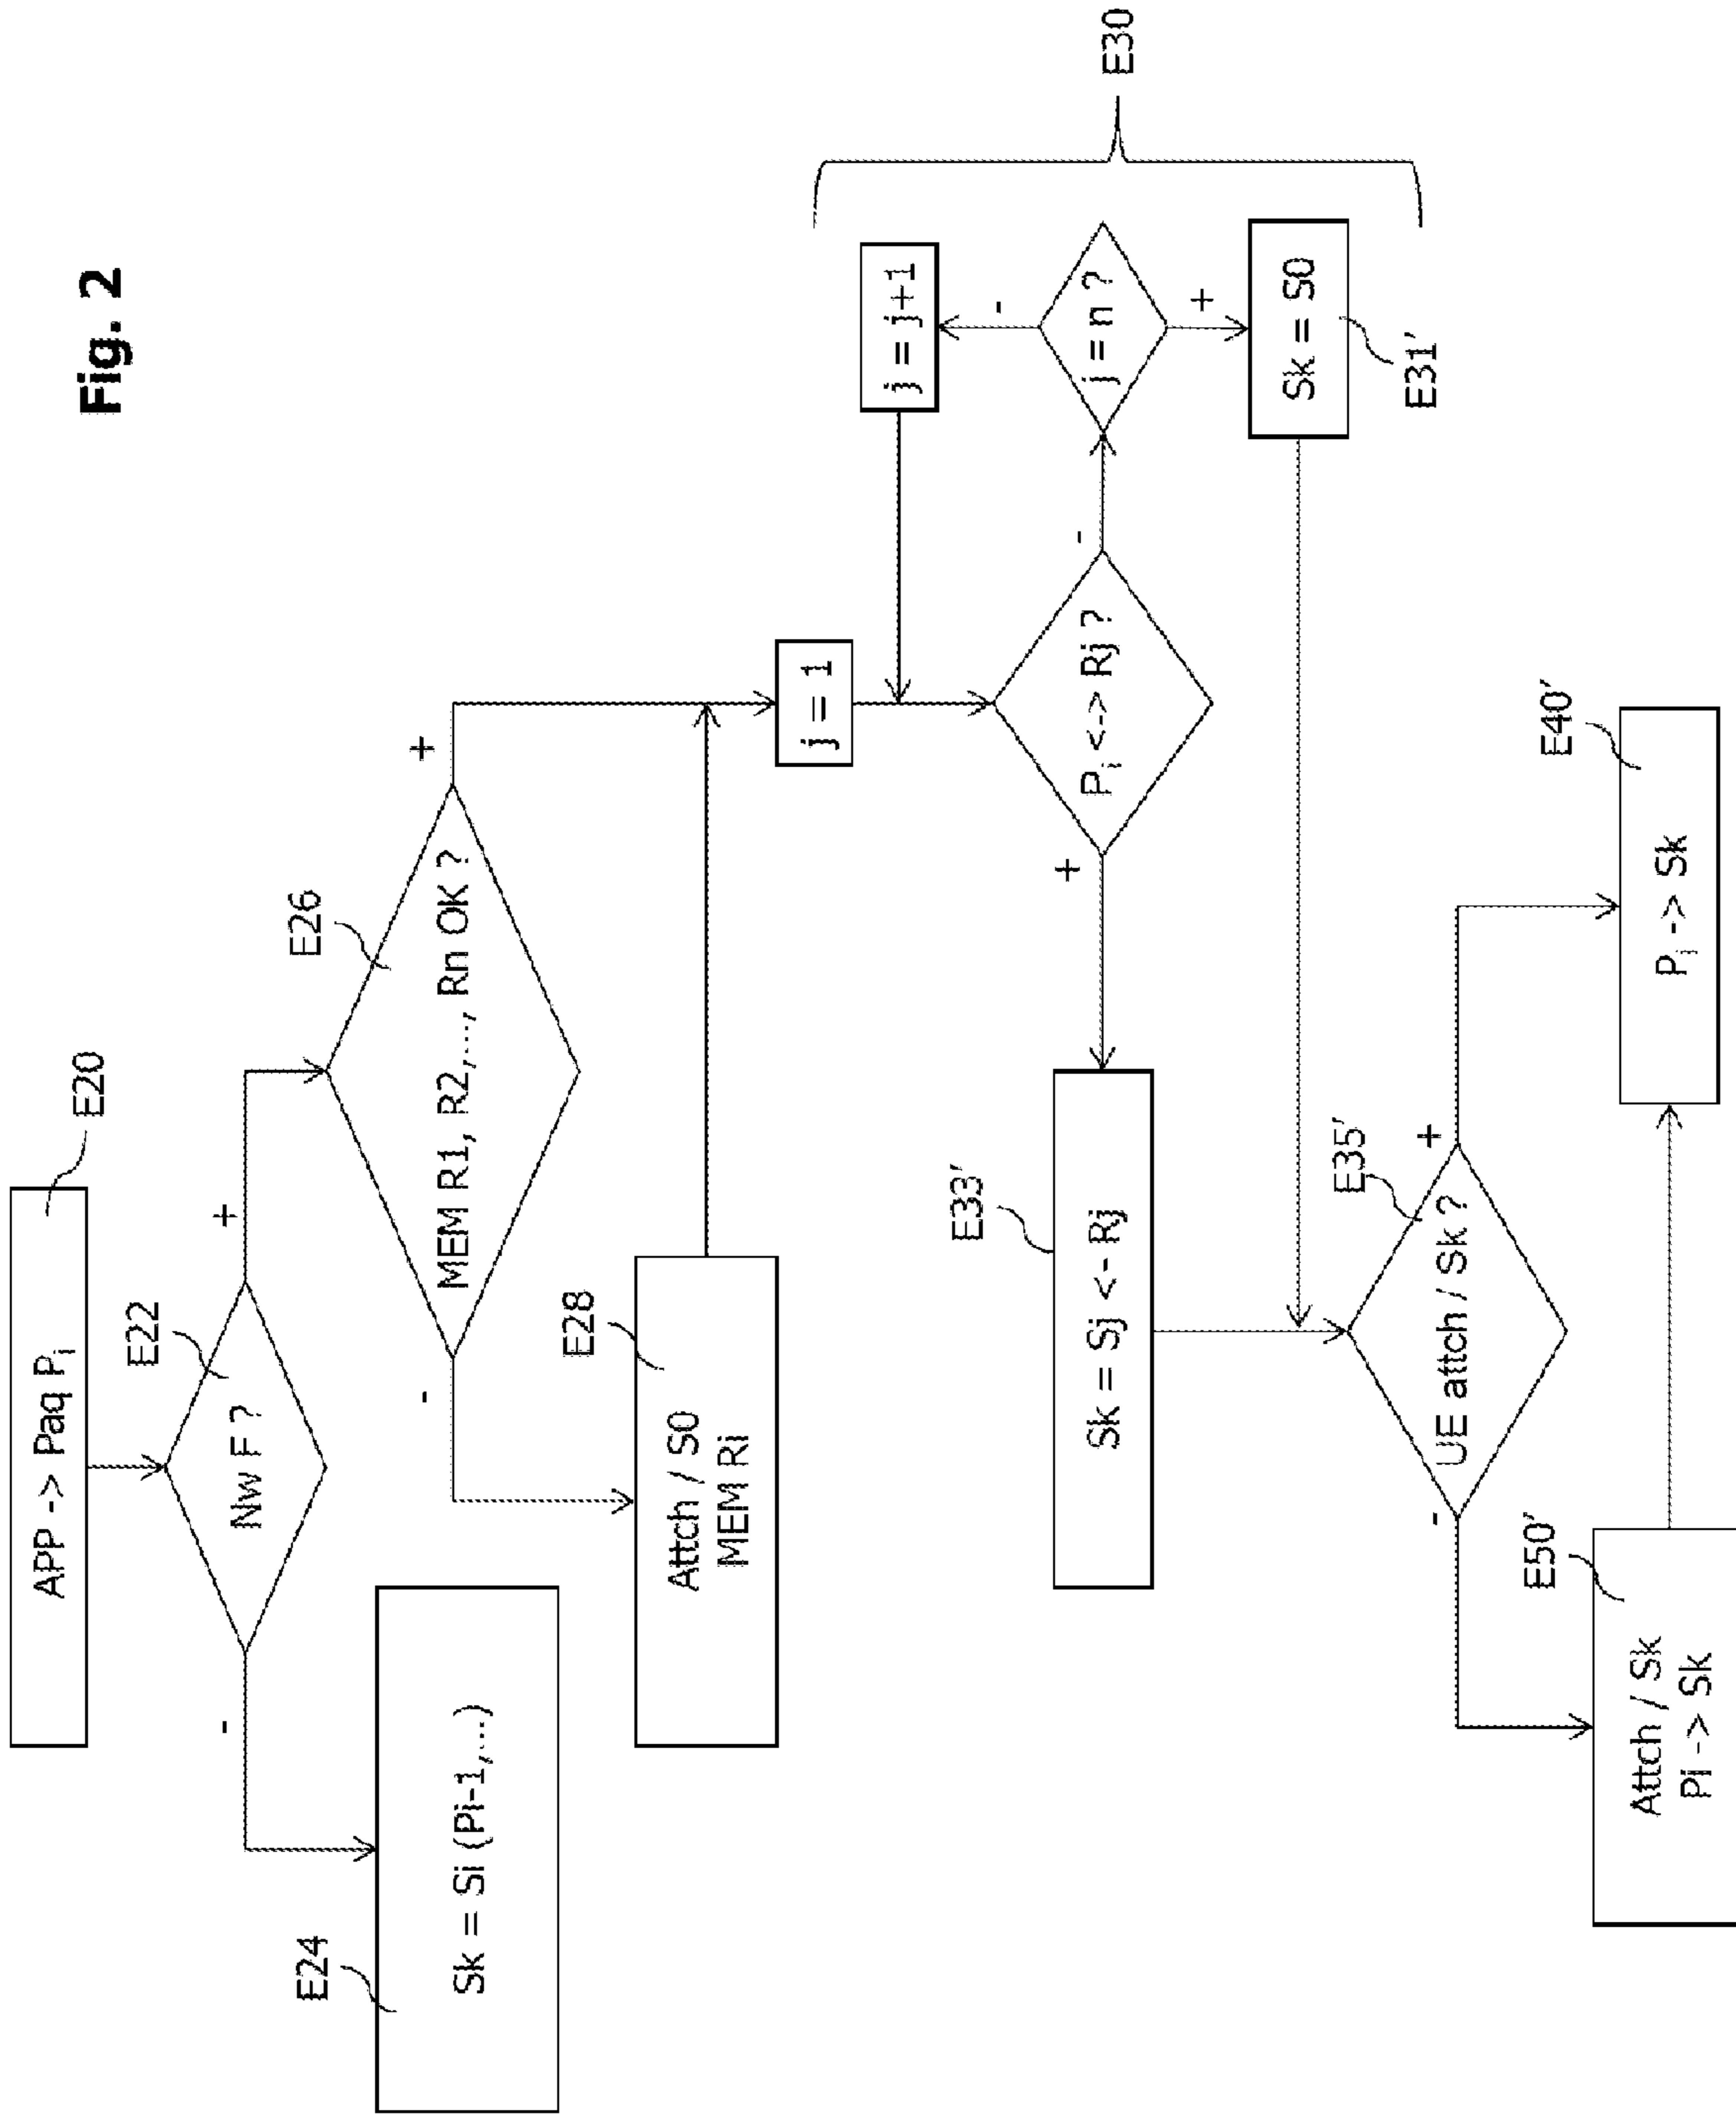 Fig. 2
APP -> Paq Pi
E20
Nw F ?
E22
-
+
Sk = Si (Pi-1,...)
E24
MEM R1, R2,..., Rn OK ?
E26
-
+
Attch / S0
MEM Ri
E28
j = 1
j = j+1
Pi <-> Rj ?
+
-
j = n ?
-
+
E30
Sk = S0
E31'
Sk = Sj <- Rj
E33'
UE attch / Sk ?
E35'
-
+
Attch / Sk
Pi -> Sk
E50'
Pi -> Sk
E40'